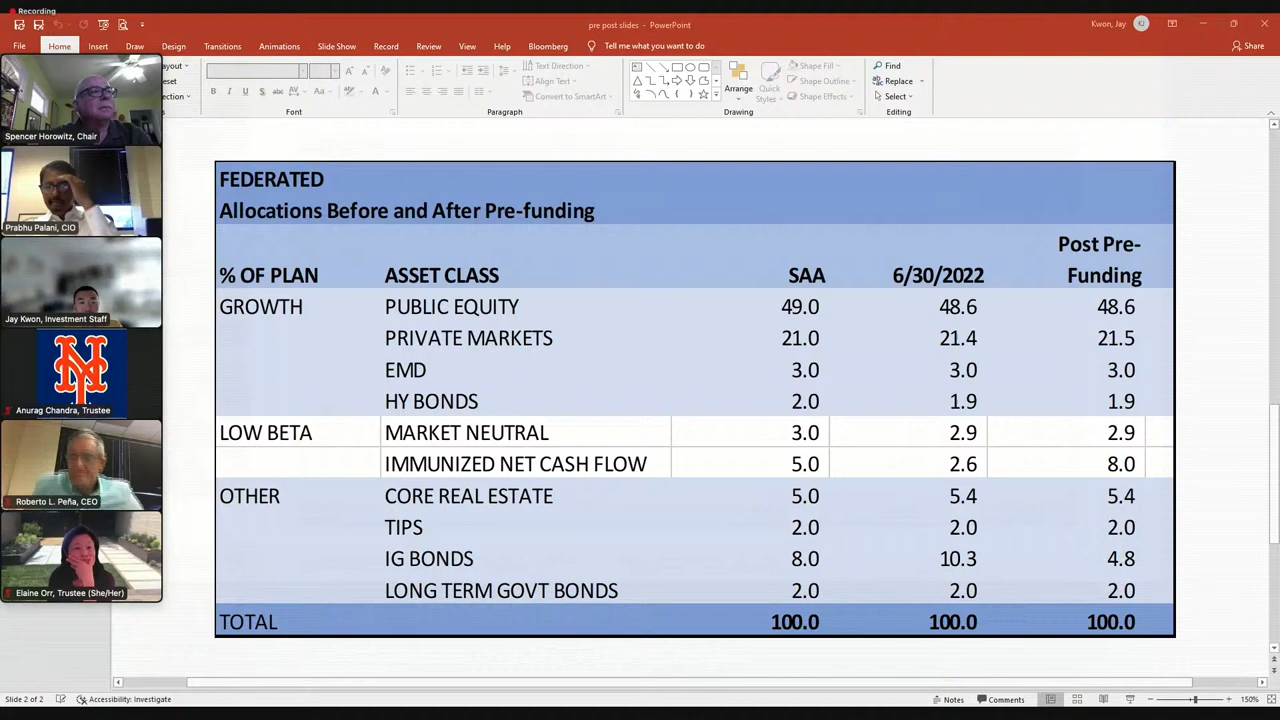 Recording
pre post slides - PowerPoint
Kwon, Jay
KJ
File Home Insert Draw Design Transitions Animations Slide Show Record Review View Help Bloomberg Tell me what you want to do Share
ayout
Text Direction
Shape Fill
Find
eset
Align Text
Shape Outline
Replace
ection
Convert to SmartArt
Arrange
Quick Styles
Shape Effects
Select
Font
Paragraph
Drawing
Editing
Spencer Horowitz, Chair
Prabhu Palani, CIO
Jay Kwon, Investment Staff
NY
Anurag Chandra, Trustee
Roberto L. Peña, CEO
Elaine Orr, Trustee (She/Her)
FEDERATED
Allocations Before and After Pre-funding
% OF PLAN ASSET CLASS SAA 6/30/2022 Post Pre-Funding
GROWTH PUBLIC EQUITY 49.0 48.6 48.6
PRIVATE MARKETS 21.0 21.4 21.5
EMD 3.0 3.0 3.0
HY BONDS 2.0 1.9 1.9
LOW BETA MARKET NEUTRAL 3.0 2.9 2.9
IMMUNIZED NET CASH FLOW 5.0 2.6 8.0
OTHER CORE REAL ESTATE 5.0 5.4 5.4
TIPS 2.0 2.0 2.0
IG BONDS 8.0 10.3 4.8
LONG TERM GOVT BONDS 2.0 2.0 2.0
TOTAL 100.0 100.0 100.0
Slide 2 of 2
Accessibility: Investigate
Notes
Comments
150%